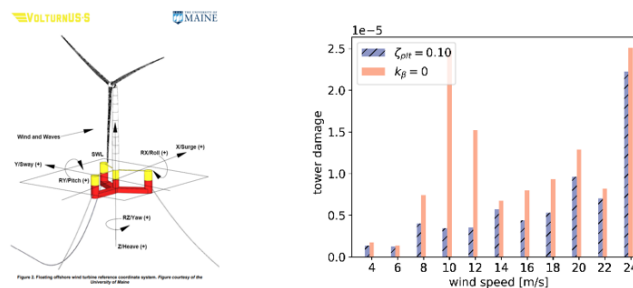 VOLTURNUS-S
THE UNIVERSITY OF
MAINE
Wind and Waves
X/Surge (+)
Y/Sway (+)
SWL
RX/Roll (+)
RY/Pitch (+)
RZ/Yaw (+)
Z/Heave (+)
Figure 2. Floating offshore wind turbine reference coordinate system. Figure courtesy of the
University of Maine
1e−5
ζplt = 0.10
kβ = 0
2.5
2.0
1.5
1.0
0.5
0.0
tower damage
4 6 8 10 12 14 16 18 20 22 24
wind speed [m/s]